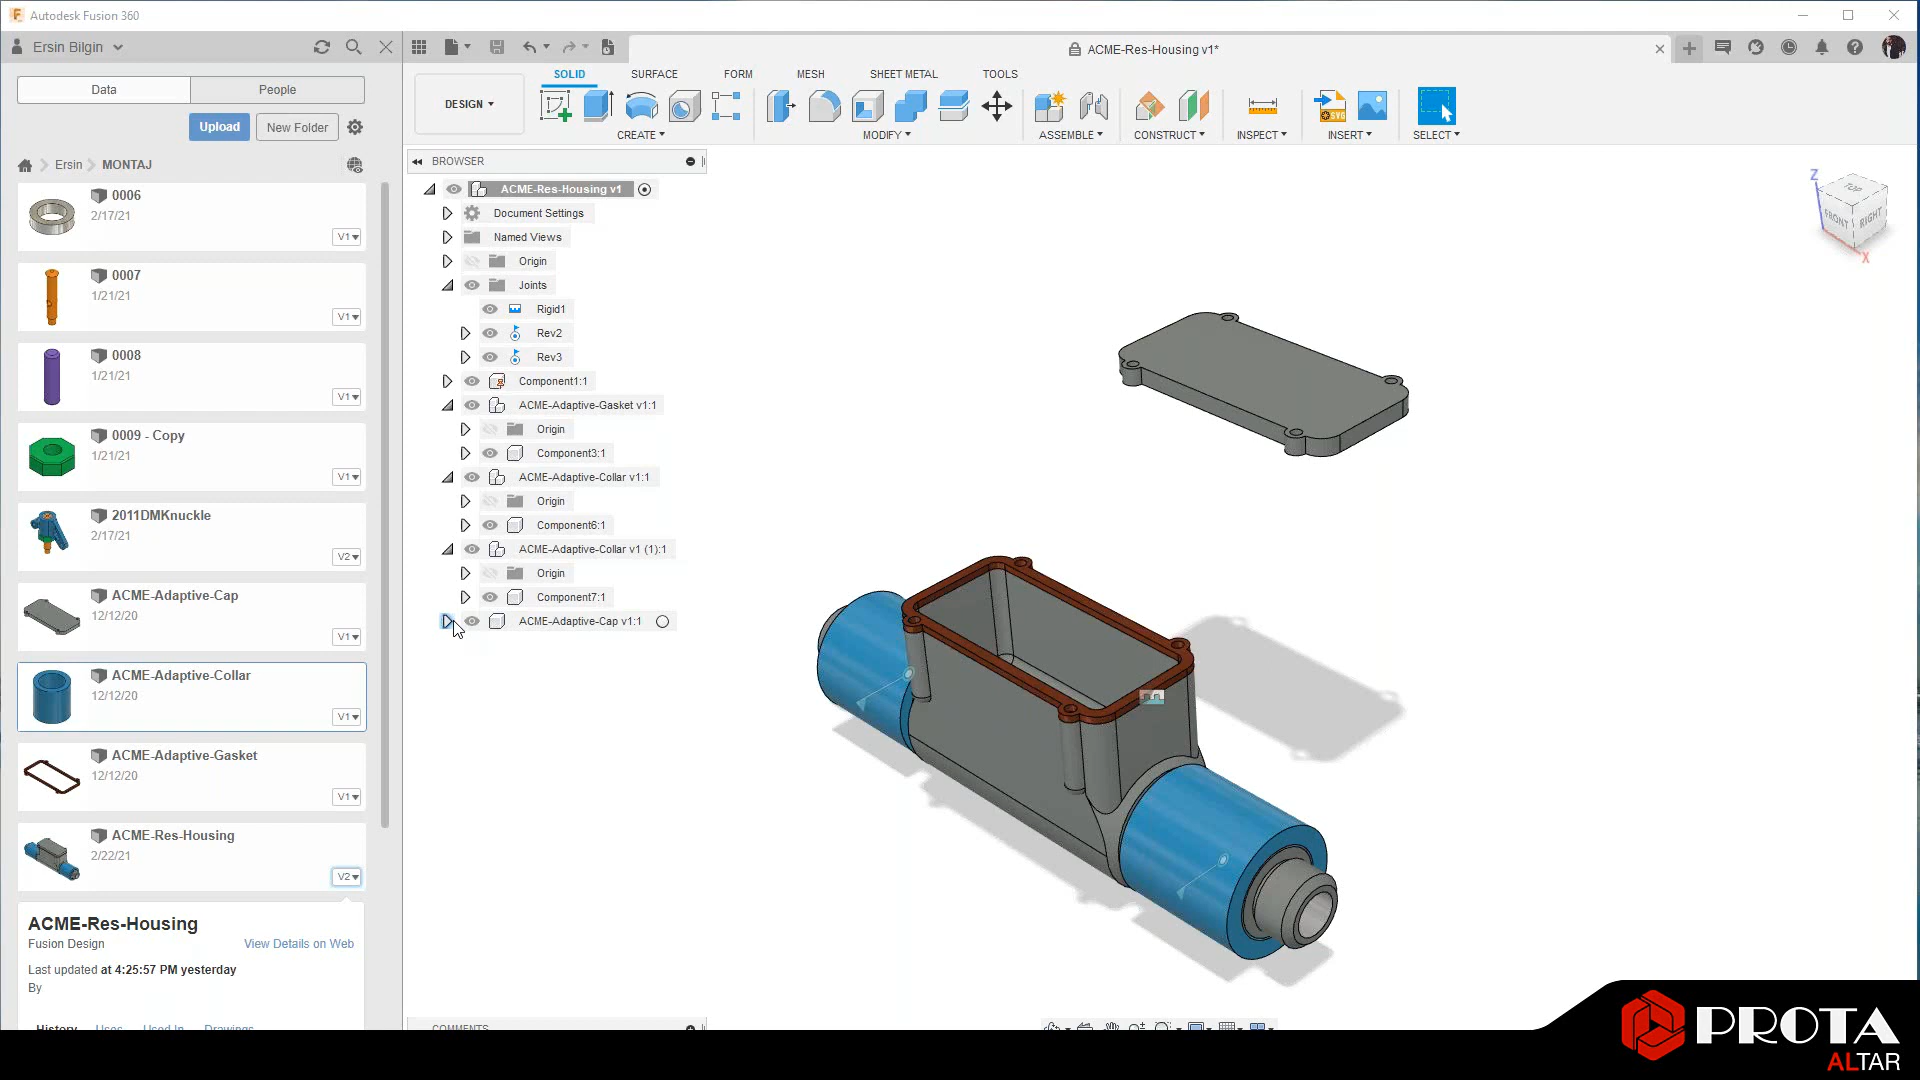 Autodesk Fusion 360
Ersin Bilgin
ACME-Res-Housing v1*
Data
People
Upload
New Folder
Ersin
MONTAJ
0006
2/17/21
V1
0007
1/21/21
V1
0008
1/21/21
V1
0009 - Copy
1/21/21
V1
2011DMKnuckle
2/17/21
V2
ACME-Adaptive-Cap
12/12/20
V1
ACME-Adaptive-Collar
12/12/20
V1
ACME-Adaptive-Gasket
12/12/20
V1
ACME-Res-Housing
2/22/21
V2
ACME-Res-Housing
Fusion Design
View Details on Web
Last updated at 4:25:57 PM yesterday
By
History Uses Used In Drawings
DESIGN
SOLID SURFACE FORM MESH SHEET METAL TOOLS
SVG
CREATE MODIFY ASSEMBLE CONSTRUCT INSPECT INSERT SELECT
BROWSER
ACME-Res-Housing v1
Document Settings
Named Views
Origin
Joints
Rigid1
Rev2
Rev3
Component1:1
ACME-Adaptive-Gasket v1:1
Origin
Component3:1
ACME-Adaptive-Collar v1:1
Origin
Component6:1
ACME-Adaptive-Collar v1 (1):1
Origin
Component7:1
ACME-Adaptive-Cap v1:1
COMMENTS
Z
TOP
FRONT
RIGHT
X
PROTA
ALTAR